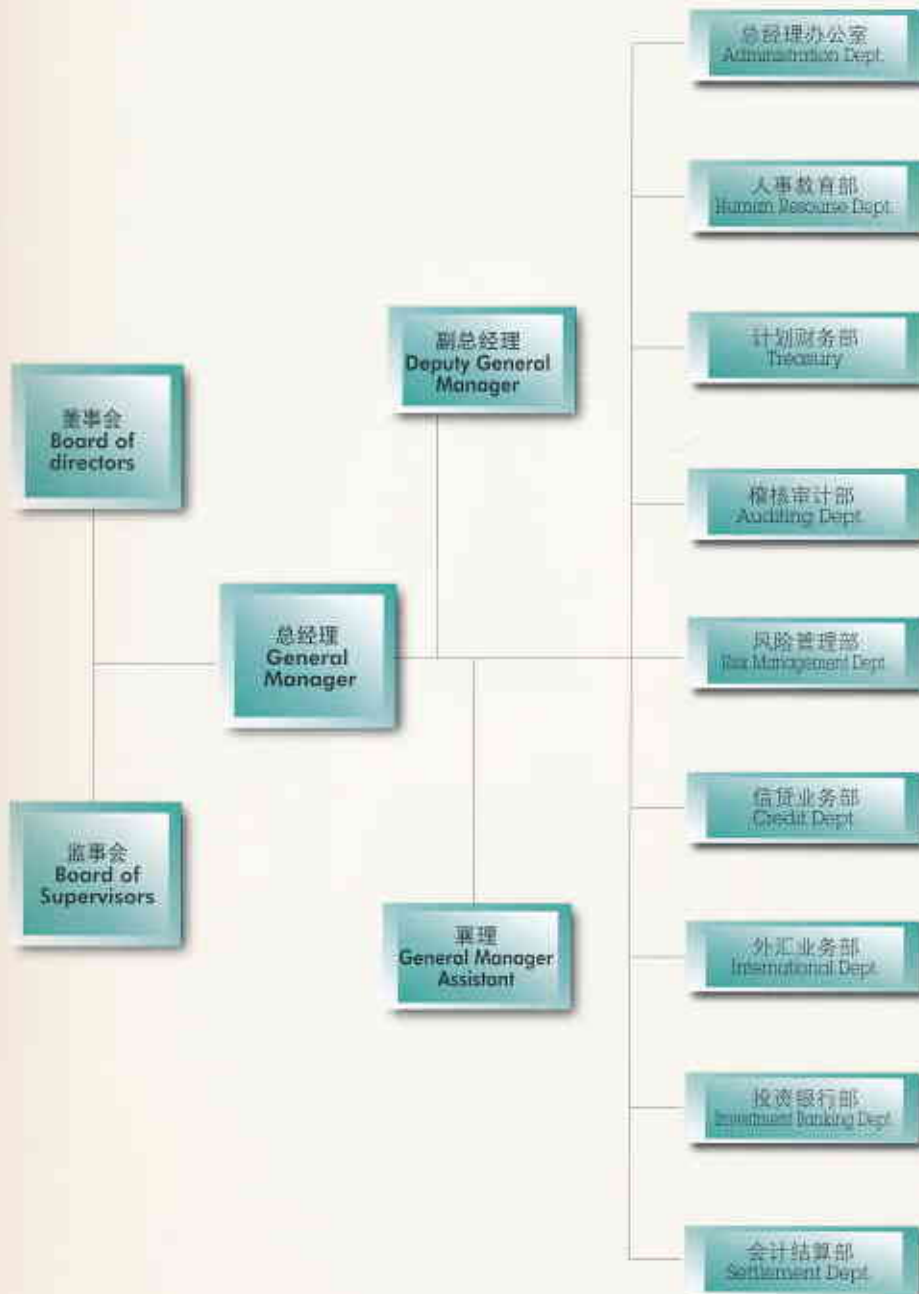 董事会
Board of
directors
监事会
Board of
Supervisors
总经理
General
Manager
副总经理
Deputy General
Manager
襄理
General Manager
Assistant
总经理办公室
Administration Dept.
人事教育部
Human Resourse Dept.
计划财务部
Treasury
稽核审计部
Auditing Dept.
风险管理部
Risk Management Dept.
信贷业务部
Credit Dept.
外汇业务部
International Dept.
投资银行部
Investment Banking Dept.
会计结算部
Settlement Dept.